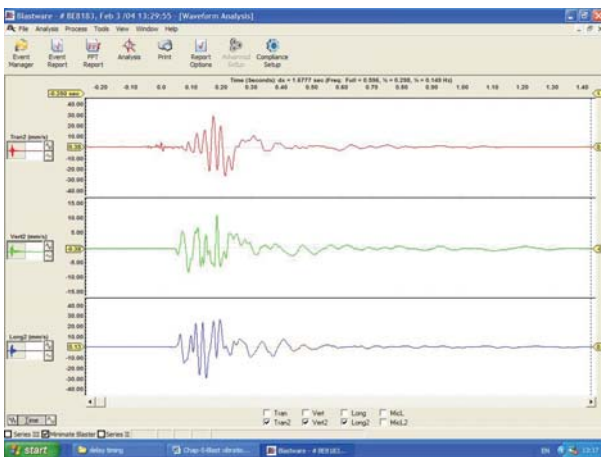 Blastware - # BE8183, Feb 3 /04 13:29:55 - [Waveform Analysis]
File Analysis Process Tools View Window Help
Event Manager
Event Report
PPT Report
Analysis
Print
Report Options
Advanced Setup
Compliance Setup
Time (Seconds) dx = 1.6777 sec (Freq: Full = 0.596, ½ = 0.298, ¼ = 0.149 Hz)
-0.250 sec
-0.20 -0.10 0.00 0.10 0.20 0.30 0.40 0.50 0.60 0.70 0.80 0.90 1.00 1.10 1.20 1.30 1.40
40.00
30.00
20.00
10.00
Tran2 (mm/s)
-10.00
-20.00
-30.00
-40.00
15.00
10.00
5.00
Vert2 (mm/s)
-5.00
-10.00
-15.00
40.00
30.00
20.00
10.00
Long2 (mm/s)
0.13
-10.00
-20.00
-30.00
-40.00
Tran Vert Long MicL
Tran2 Vert2 Long2 MicL2
Time
Series III Minimate Blaster Series II
start
delay timing
Chap-5-Blast vibratio...
Blastware - # BE8183...
EN
13:17